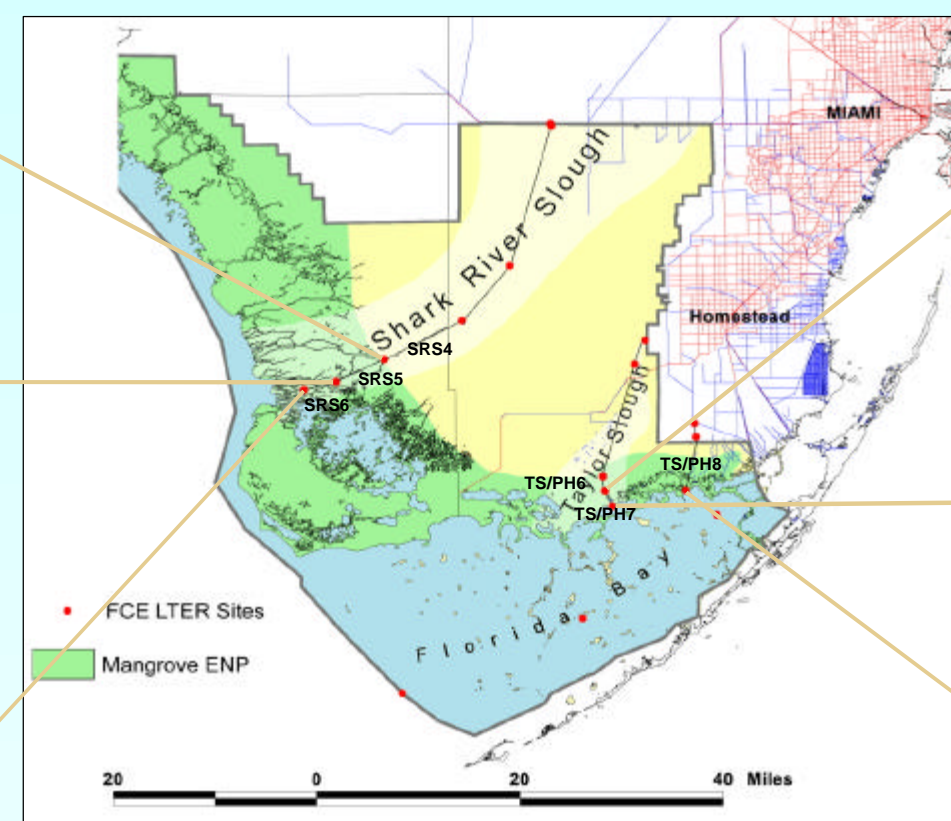 MIAMI
Shark River Slough
Homestead
SRS4
SRS5
SRS6
Taylor Slough
TS/PH8
TS/PH6
TS/PH7
Florida Bay
FCE LTER Sites
Mangrove ENP
20 0 20 40 Miles